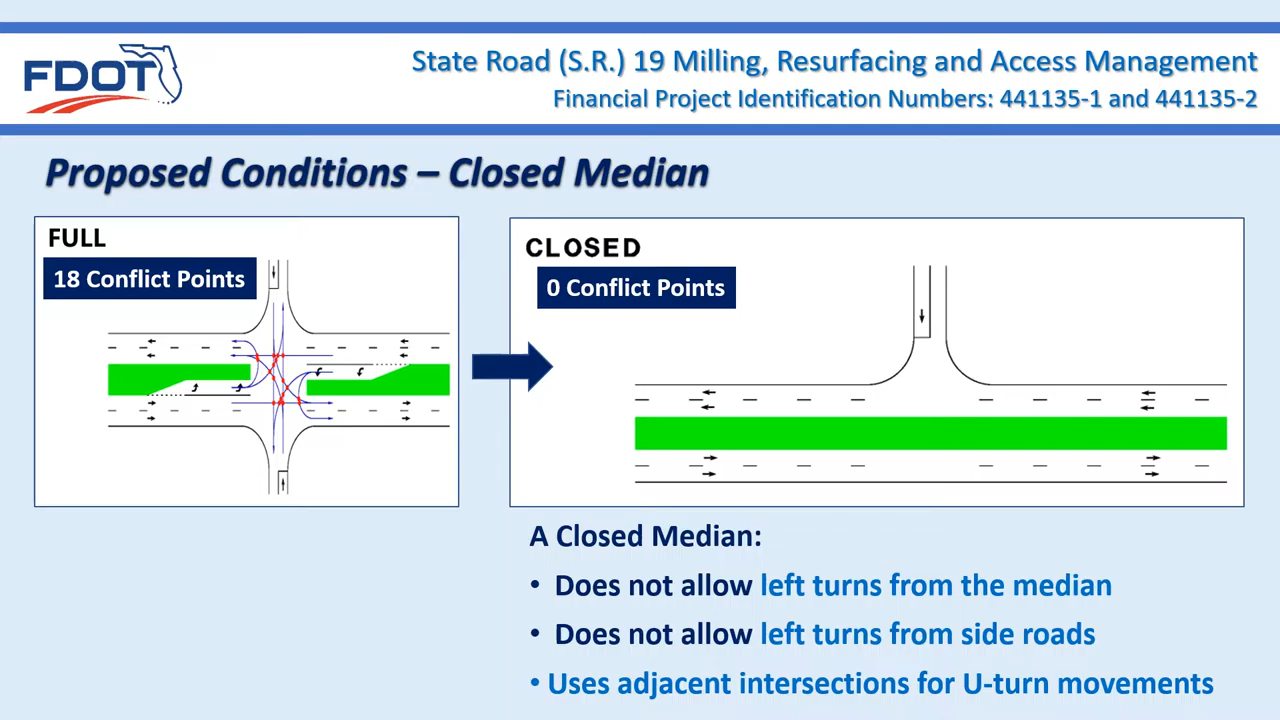 FDOT
State Road (S.R.) 19 Milling, Resurfacing and Access Management
Financial Project Identification Numbers: 441135-1 and 441135-2
Proposed Conditions – Closed Median
FULL
18 Conflict Points
CLOSED
0 Conflict Points
A Closed Median:
• Does not allow left turns from the median
• Does not allow left turns from side roads
• Uses adjacent intersections for U-turn movements